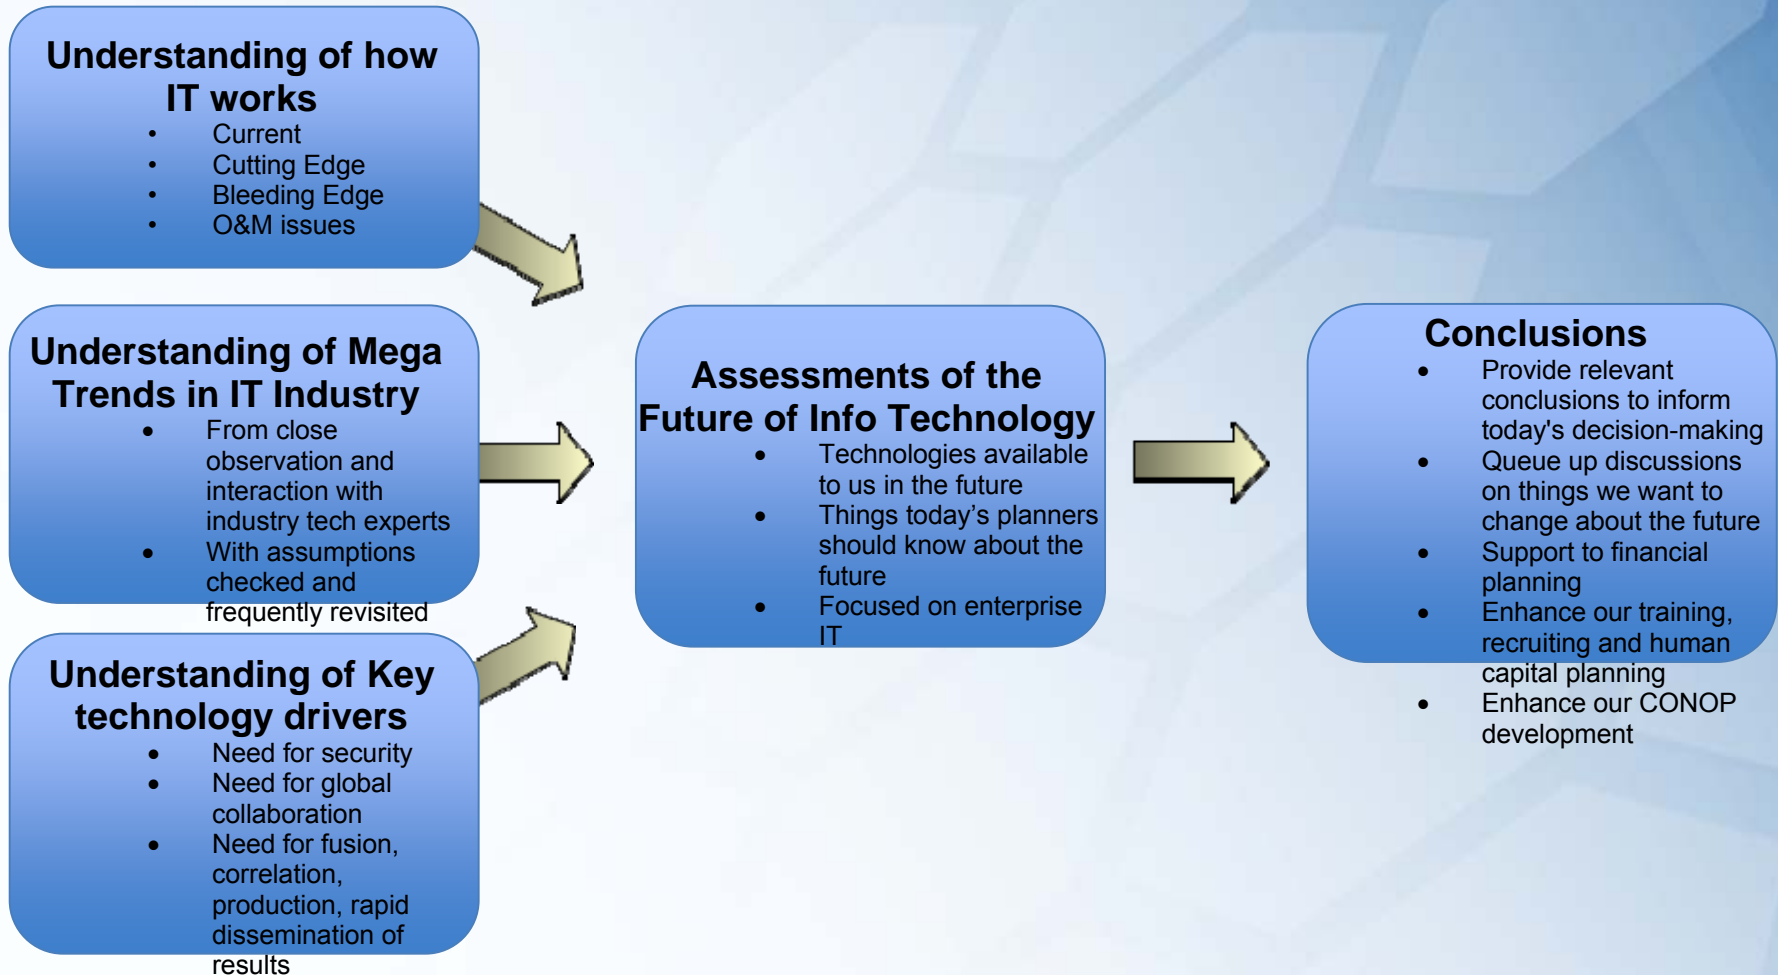 Understanding of how
IT works
• Current
• Cutting Edge
• Bleeding Edge
• O&M issues
Understanding of Mega
Trends in IT Industry
• From close
observation and
interaction with
industry tech experts
• With assumptions
checked and
frequently revisited
Understanding of Key
technology drivers
• Need for security
• Need for global
collaboration
• Need for fusion,
correlation,
production, rapid
dissemination of
results
Assessments of the
Future of Info Technology
• Technologies available
to us in the future
• Things today’s planners
should know about the
future
• Focused on enterprise
IT
Conclusions
• Provide relevant
conclusions to inform
today's decision-making
• Queue up discussions
on things we want to
change about the future
• Support to financial
planning
• Enhance our training,
recruiting and human
capital planning
• Enhance our CONOP
development